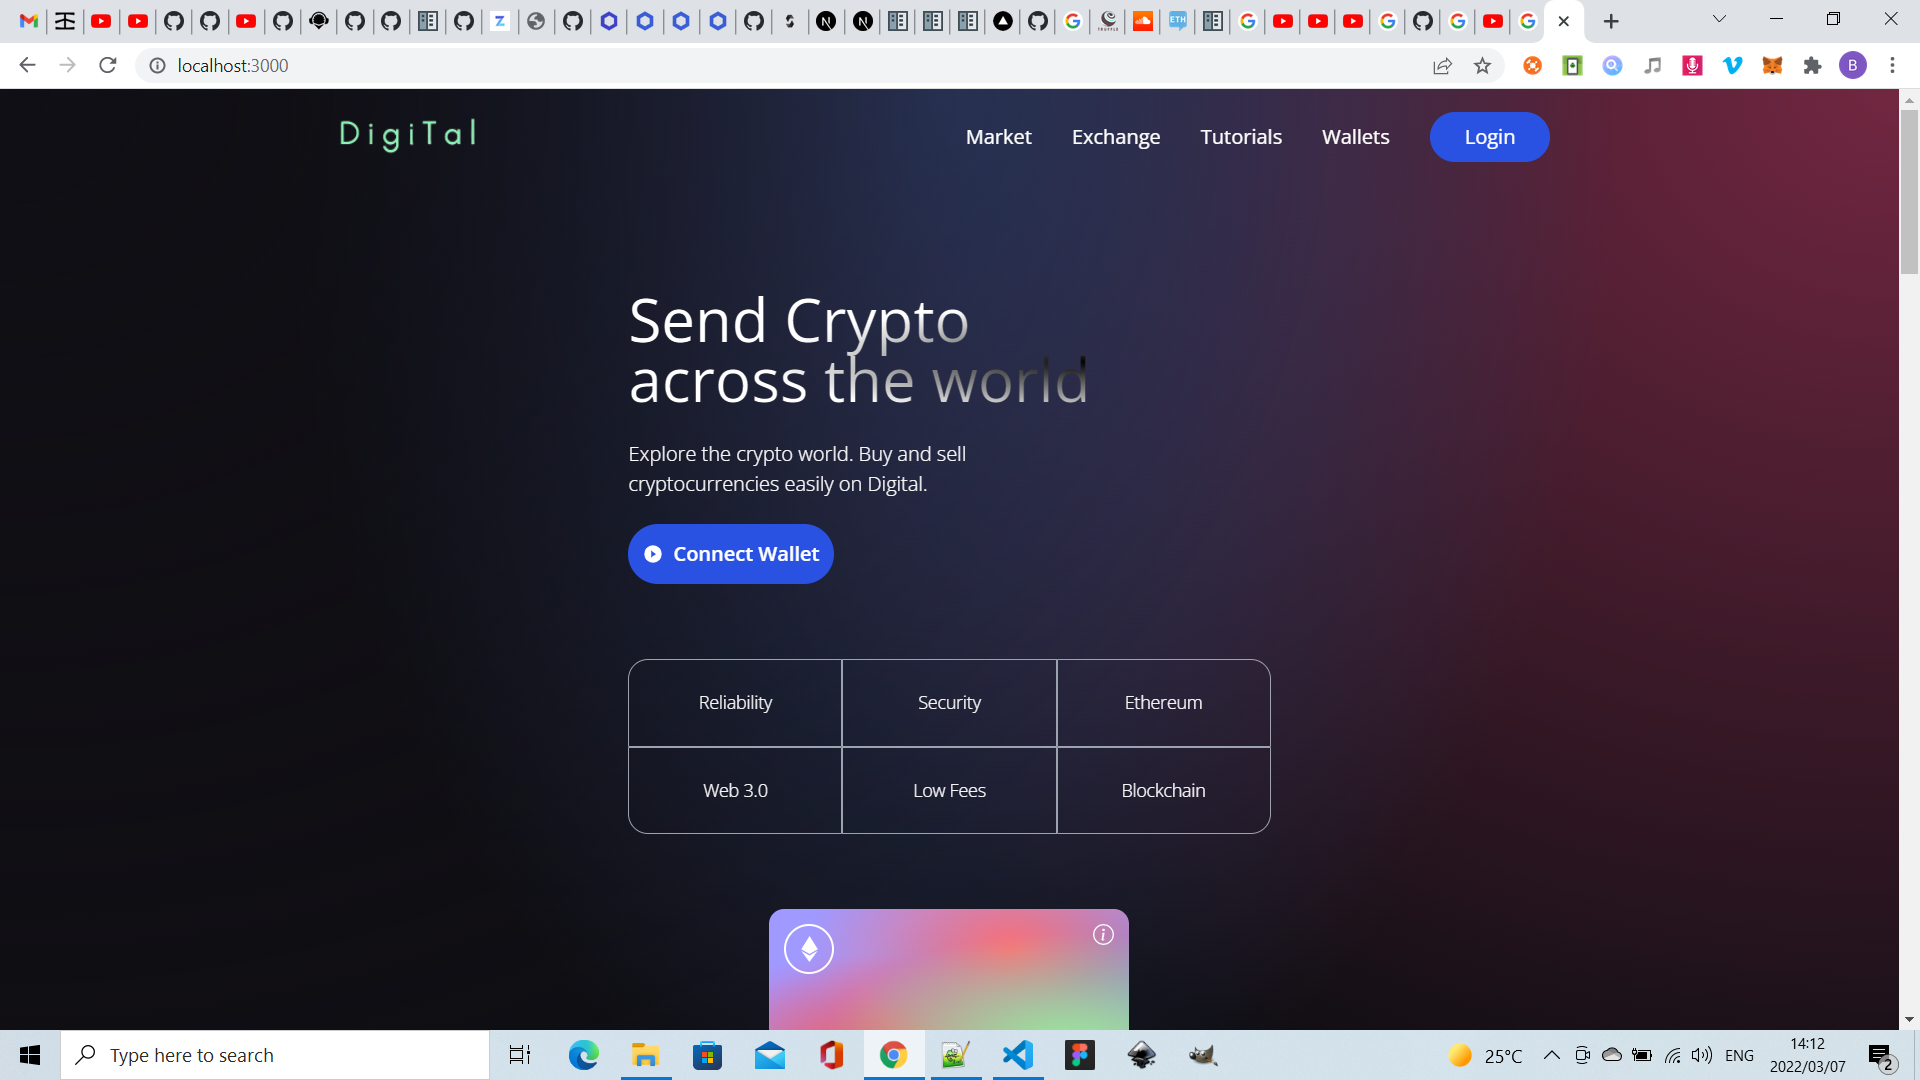 localhost:3000
B
DigiTal
Market Exchange Tutorials Wallets Login
Send Crypto
across the world
Explore the crypto world. Buy and sell
cryptocurrencies easily on Digital.
Connect Wallet
Reliability Security Ethereum
Web 3.0 Low Fees Blockchain
Type here to search
25°C
ENG
14:12
2022/03/07
2